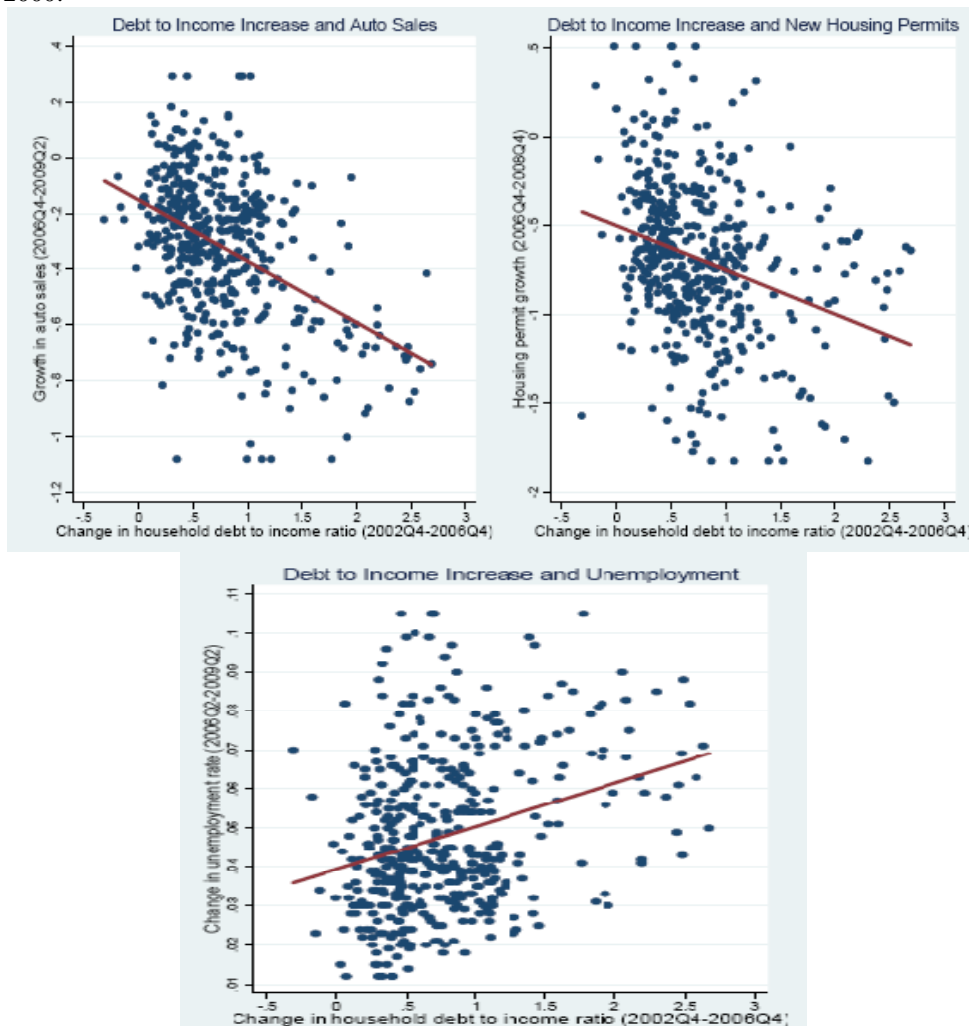 Debt to Income Increase and Auto Sales
Growth in auto sales (2006Q4-2009Q2)
.4
.2
0
-.2
-.4
-.6
-.8
-1
-1.2
-.5 0 .5 1 1.5 2 2.5 3
Change in household debt to income ratio (2002Q4-2006Q4)
Debt to Income Increase and New Housing Permits
Housing permit growth (2006Q4-2008Q4)
.5
0
-.5
-1
-1.5
-2
-.5 0 .5 1 1.5 2 2.5 3
Change in household debt to income ratio (2002Q4-2006Q4)
Debt to Income Increase and Unemployment
Change in unemployment rate (2006Q2-2009Q2)
.11
.1
.09
.08
.07
.06
.05
.04
.03
.02
.01
-.5 0 .5 1 1.5 2 2.5 3
Change in household debt to income ratio (2002Q4-2006Q4)